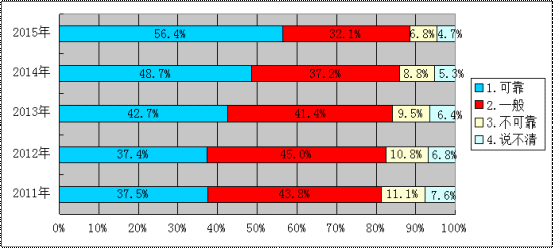 2015年 56.4% 32.1% 6.8% 4.7%
2014年 48.7% 37.2% 8.8% 5.3%
2013年 42.7% 41.4% 9.5% 6.4%
2012年 37.4% 45.0% 10.8% 6.8%
2011年 37.5% 43.8% 11.1% 7.6%
0% 10% 20% 30% 40% 50% 60% 70% 80% 90% 100%
1.可靠
2.一般
3.不可靠
4.说不清